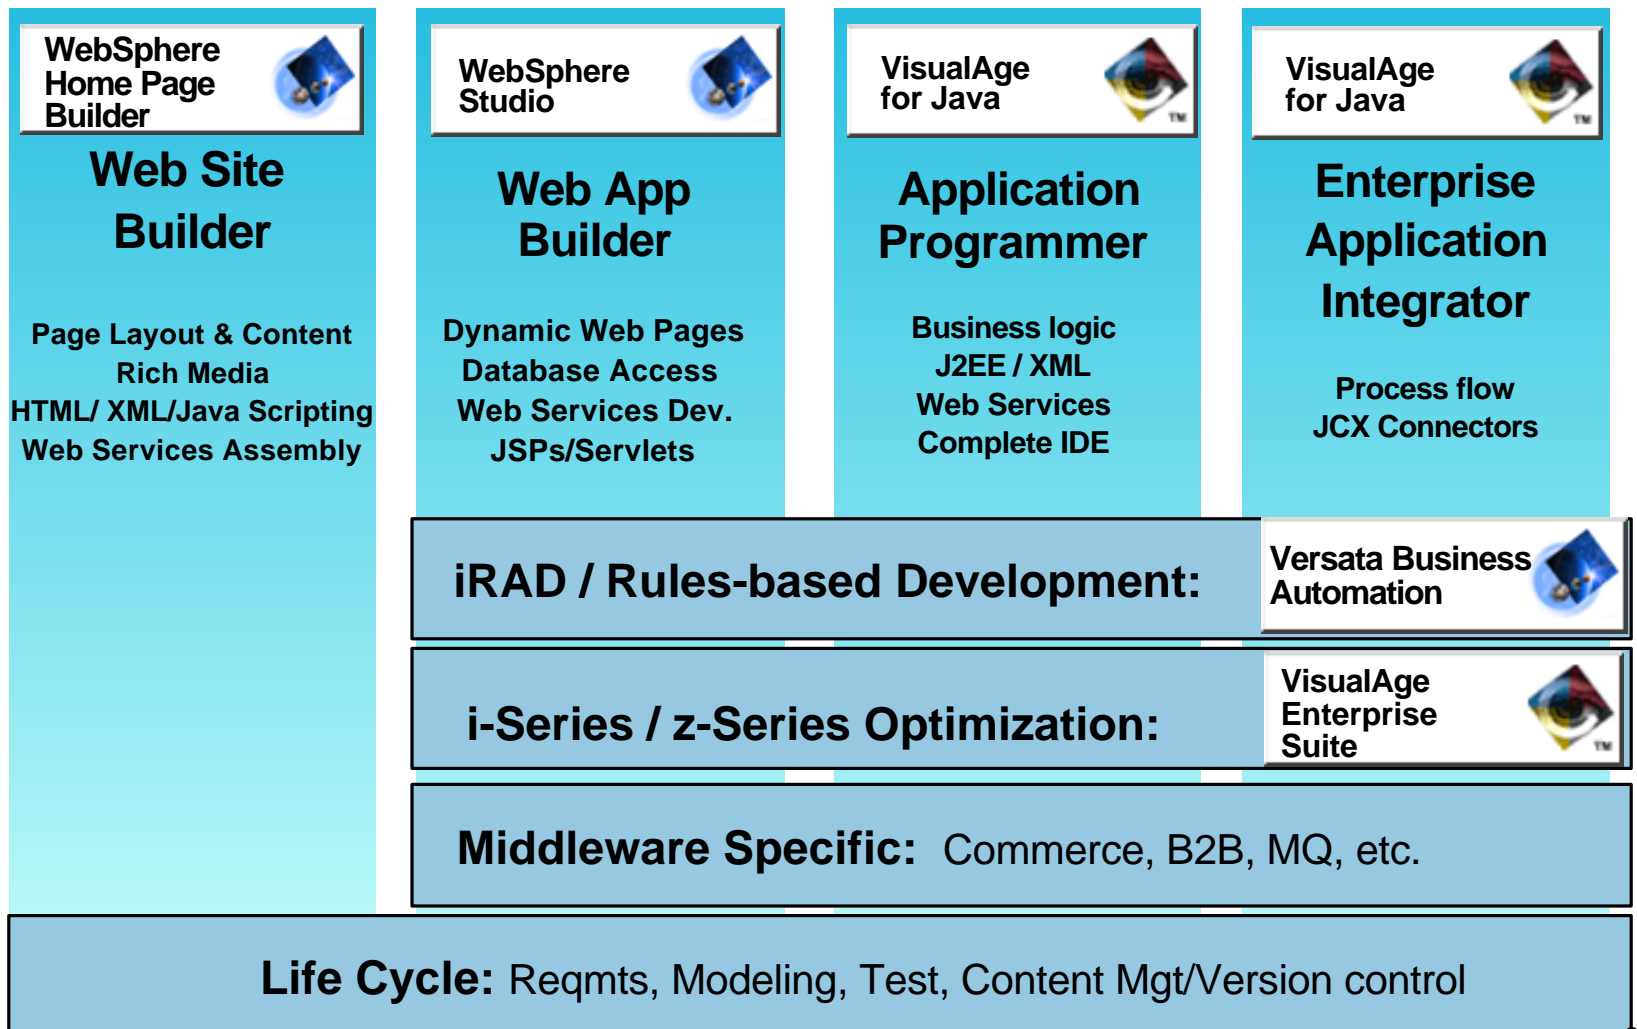 WebSphere
Home Page
Builder
Web Site
Builder
Page Layout & Content
Rich Media
HTML/ XML/Java Scripting
Web Services Assembly
WebSphere
Studio
Web App
Builder
Dynamic Web Pages
Database Access
Web Services Dev.
JSPs/Servlets
VisualAge
for Java
TM
Application
Programmer
Business logic
J2EE / XML
Web Services
Complete IDE
VisualAge
for Java
TM
Enterprise
Application
Integrator
Process flow
JCX Connectors
iRAD / Rules-based Development:
Versata Business
Automation
i-Series / z-Series Optimization:
VisualAge
Enterprise
Suite
TM
Middleware Specific: Commerce, B2B, MQ, etc.
Life Cycle: Reqmts, Modeling, Test, Content Mgt/Version control